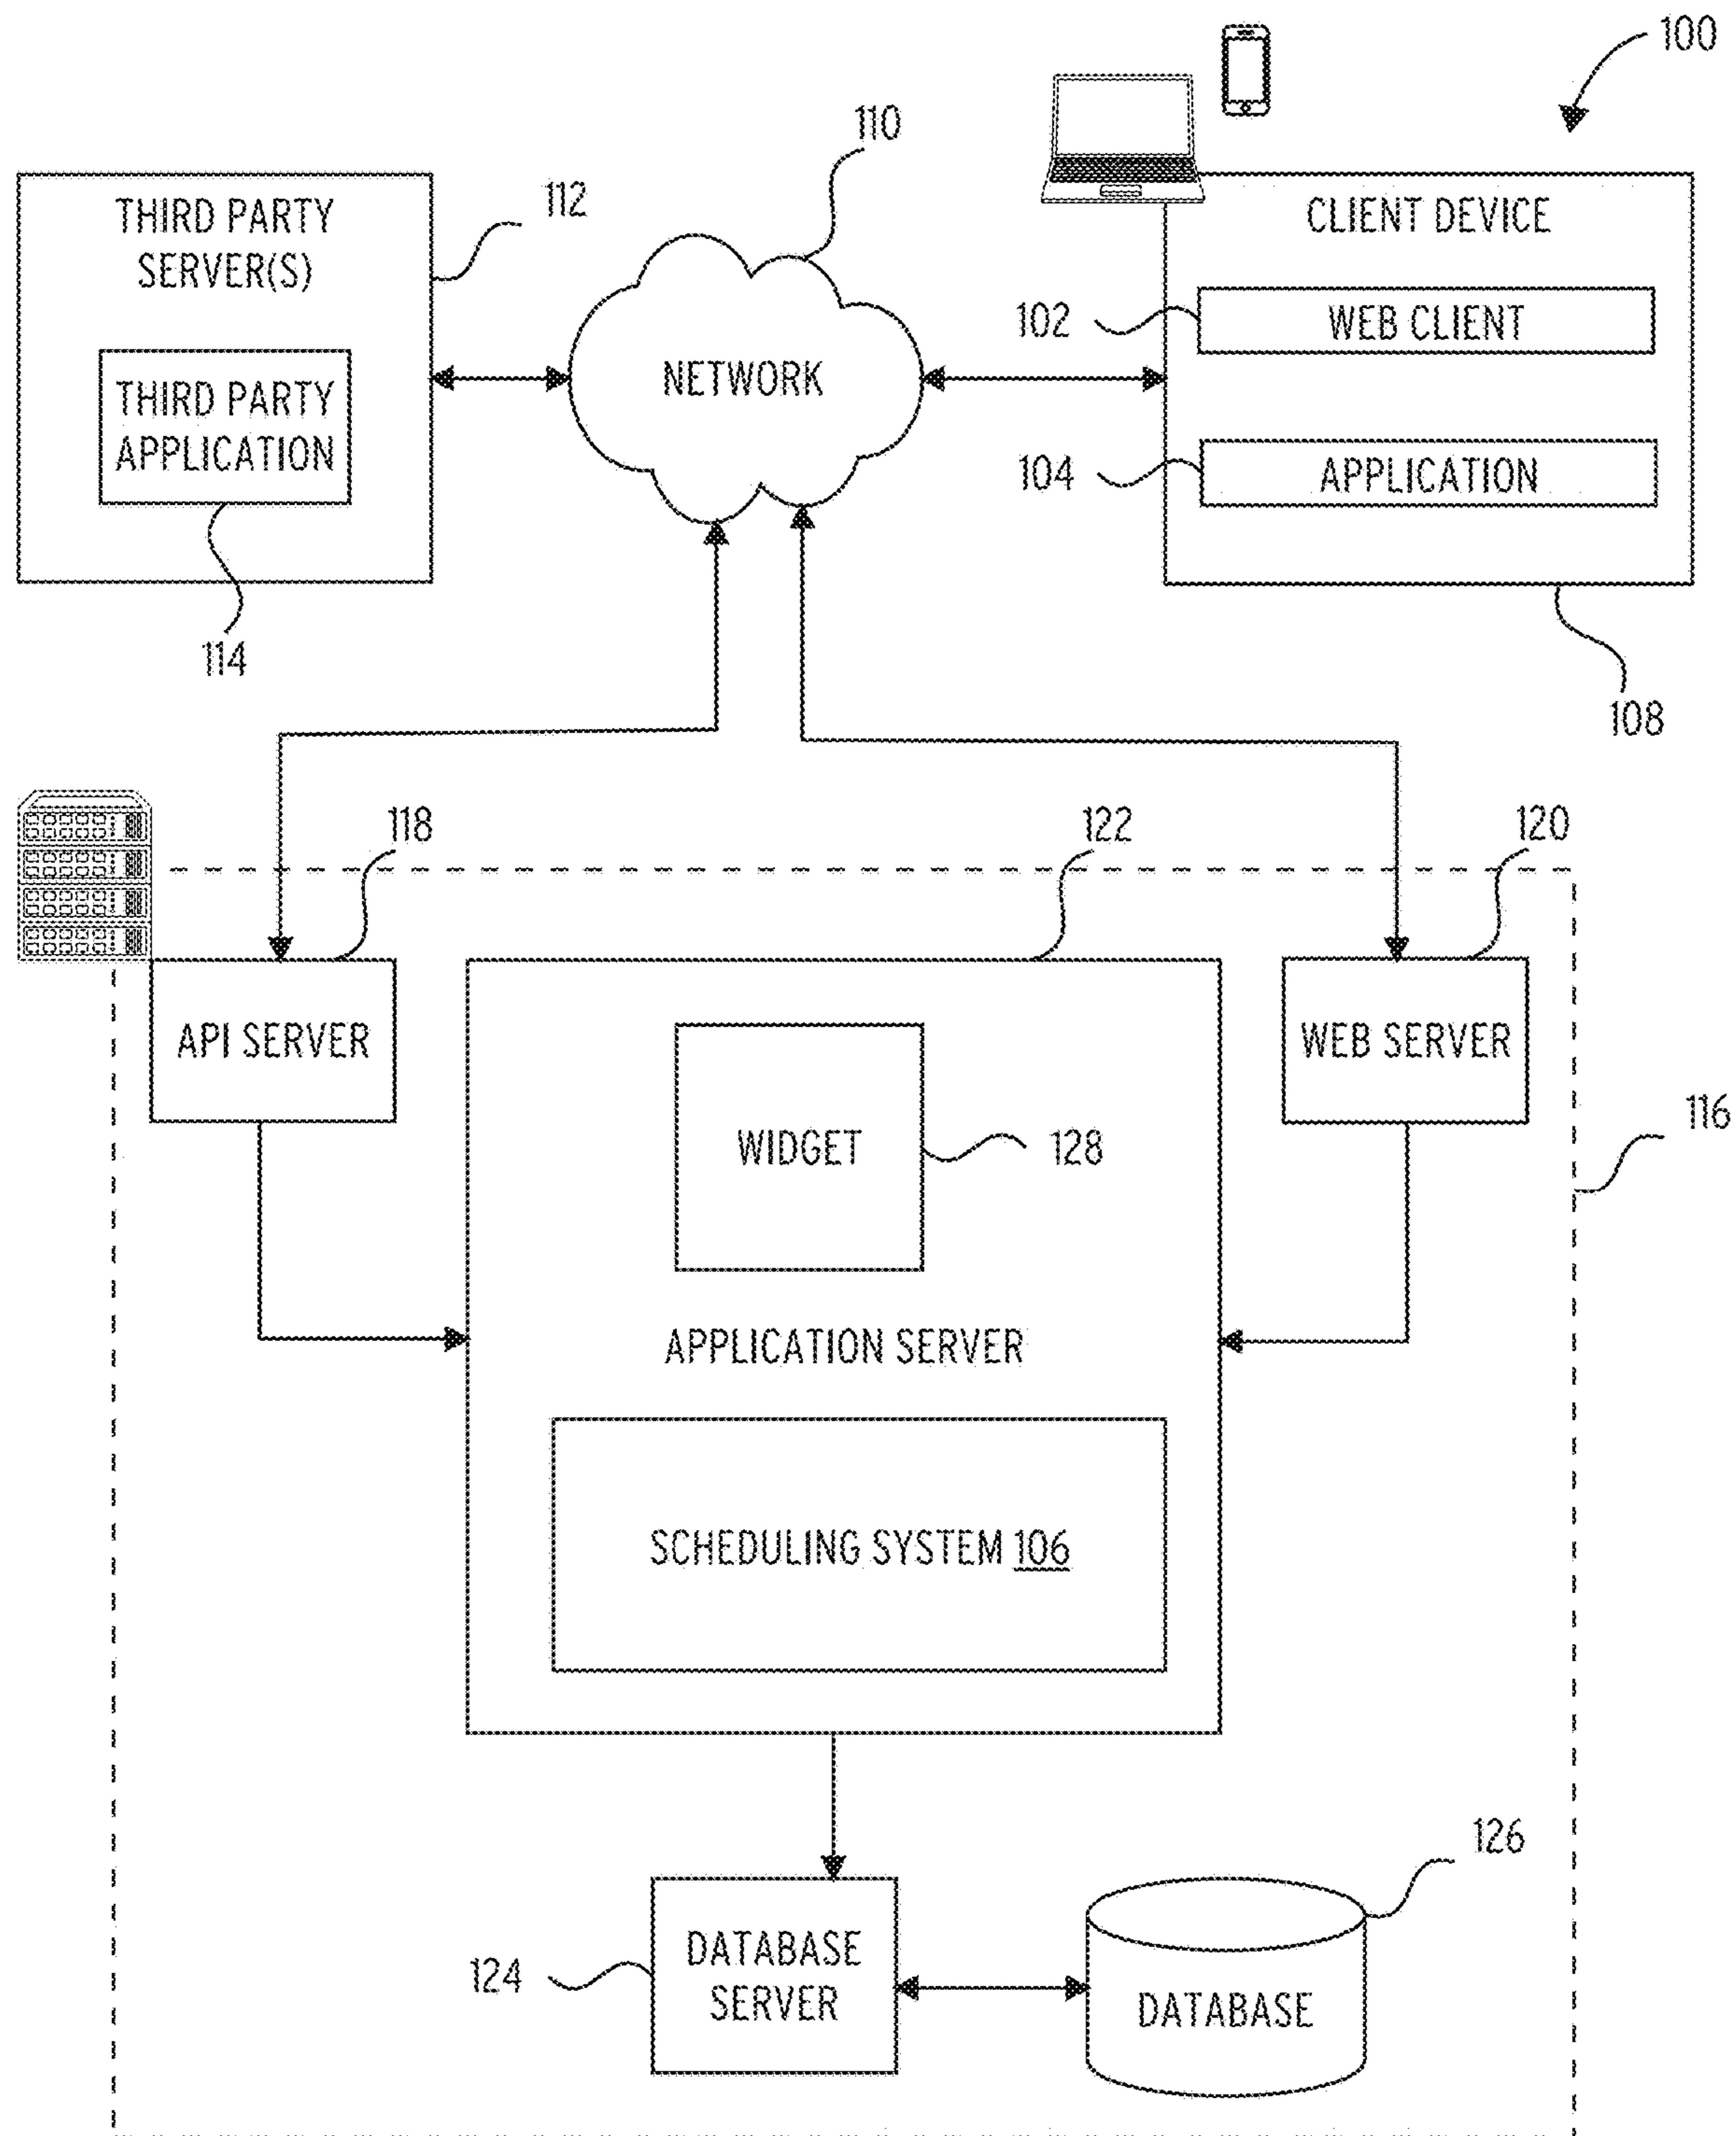 100
110
THIRD PARTY
SERVER(S)
112
CLIENT DEVICE
102
WEB CLIENT
NETWORK
THIRD PARTY
APPLICATION
104
APPLICATION
114
108
118
122
120
API SERVER
WEB SERVER
116
WIDGET
128
APPLICATION SERVER
SCHEDULING SYSTEM 106
126
DATABASE
SERVER
124
DATABASE